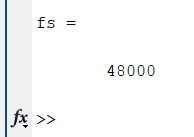 fs =
48000
fx >>